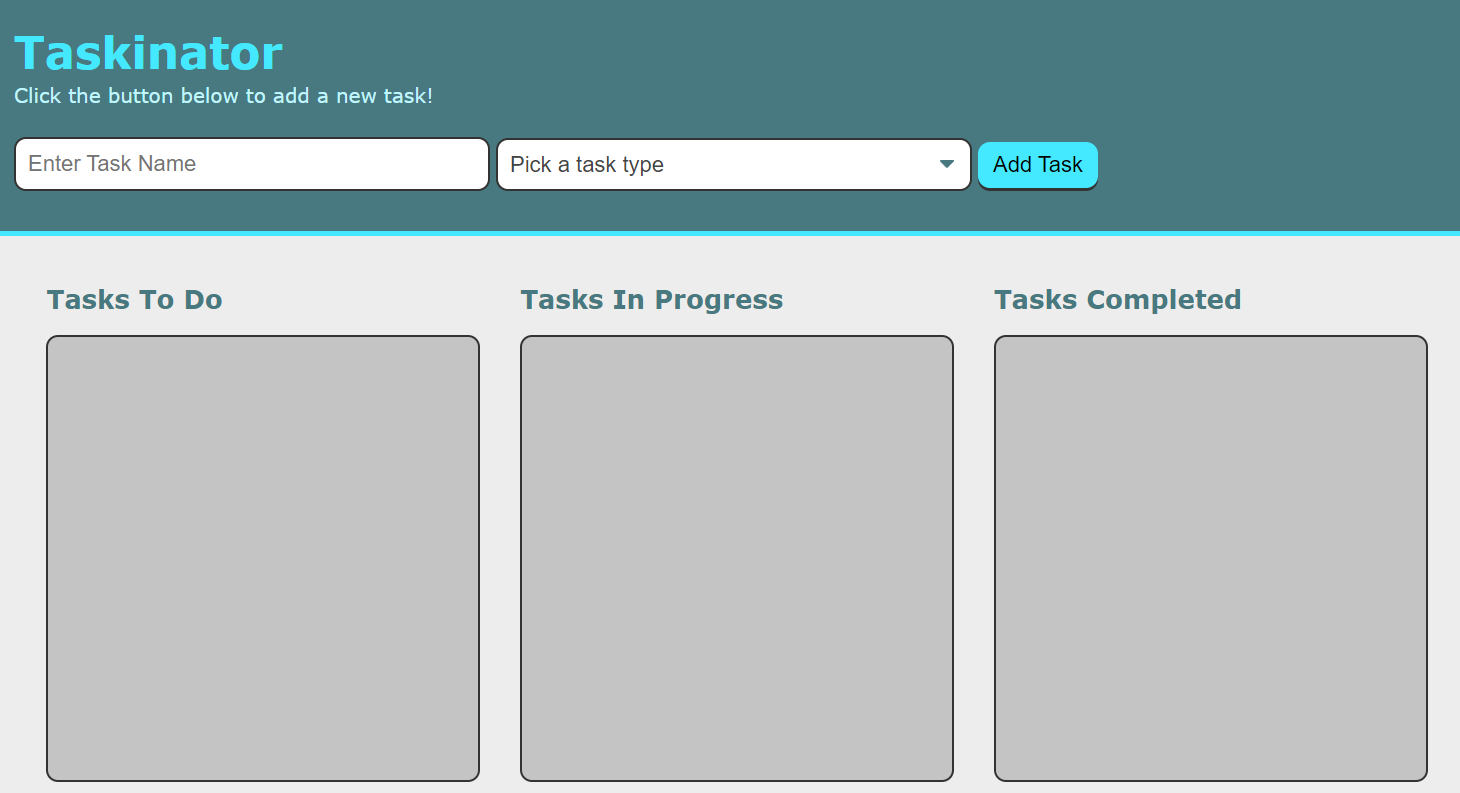 Taskinator
Click the button below to add a new task!
Enter Task Name Pick a task type Add Task
Tasks To Do Tasks In Progress Tasks Completed